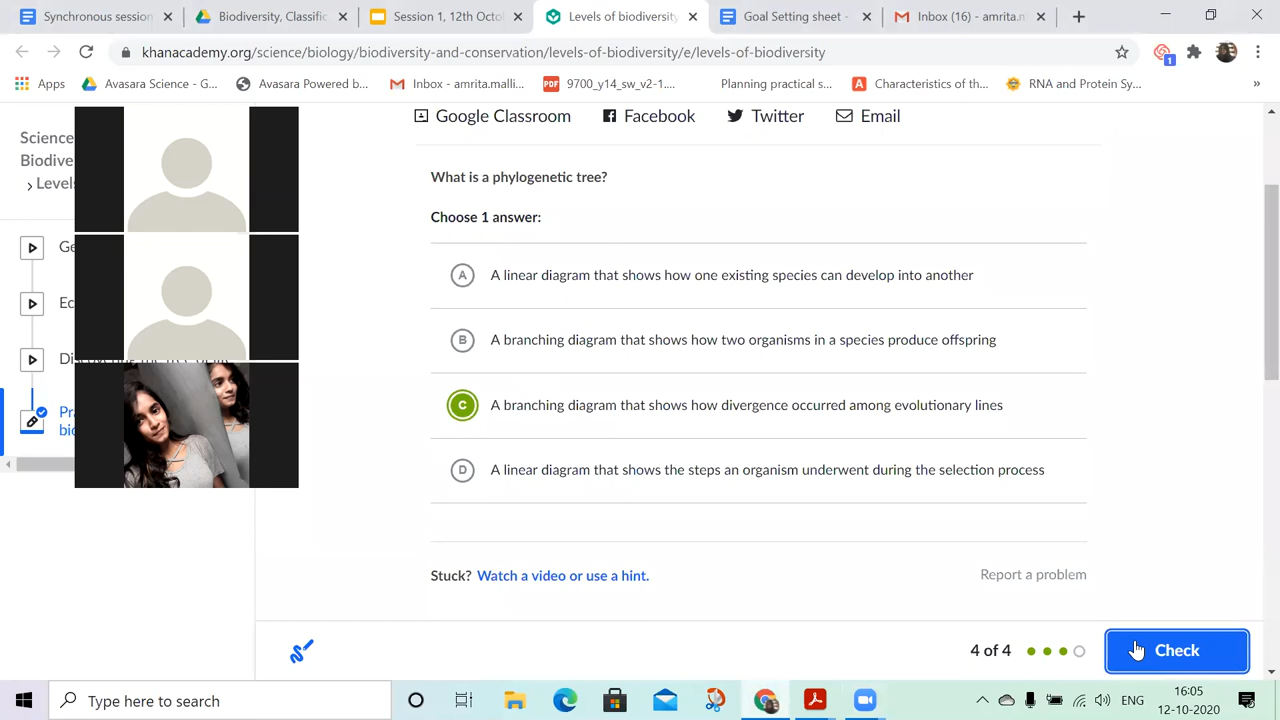 Synchronous session
Biodiversity, Classific
Session 1, 12th Octo
Levels of biodiversity
Goal Setting sheet -
Inbox (16) - amrita.m
khanacademy.org/science/biology/biodiversity-and-conservation/levels-of-biodiversity/e/levels-of-biodiversity
1
Apps
Avasara Science - G...
Avasara Powered b...
Inbox - amrita.malli...
PDF
9700_y14_sw_v2-1....
Planning practical s...
A
Characteristics of th...
RNA and Protein Sy...
»
Google Classroom
Facebook
Twitter
Email
Science
Biodive
Levels
Ge
Ec
Pra
bio
What is a phylogenetic tree?
Choose 1 answer:
A
A linear diagram that shows how one existing species can develop into another
B
A branching diagram that shows how two organisms in a species produce offspring
C
A branching diagram that shows how divergence occurred among evolutionary lines
D
A linear diagram that shows the steps an organism underwent during the selection process
Stuck? Watch a video or use a hint.
Report a problem
4 of 4
Check
Type here to search
ENG
16:05
12-10-2020